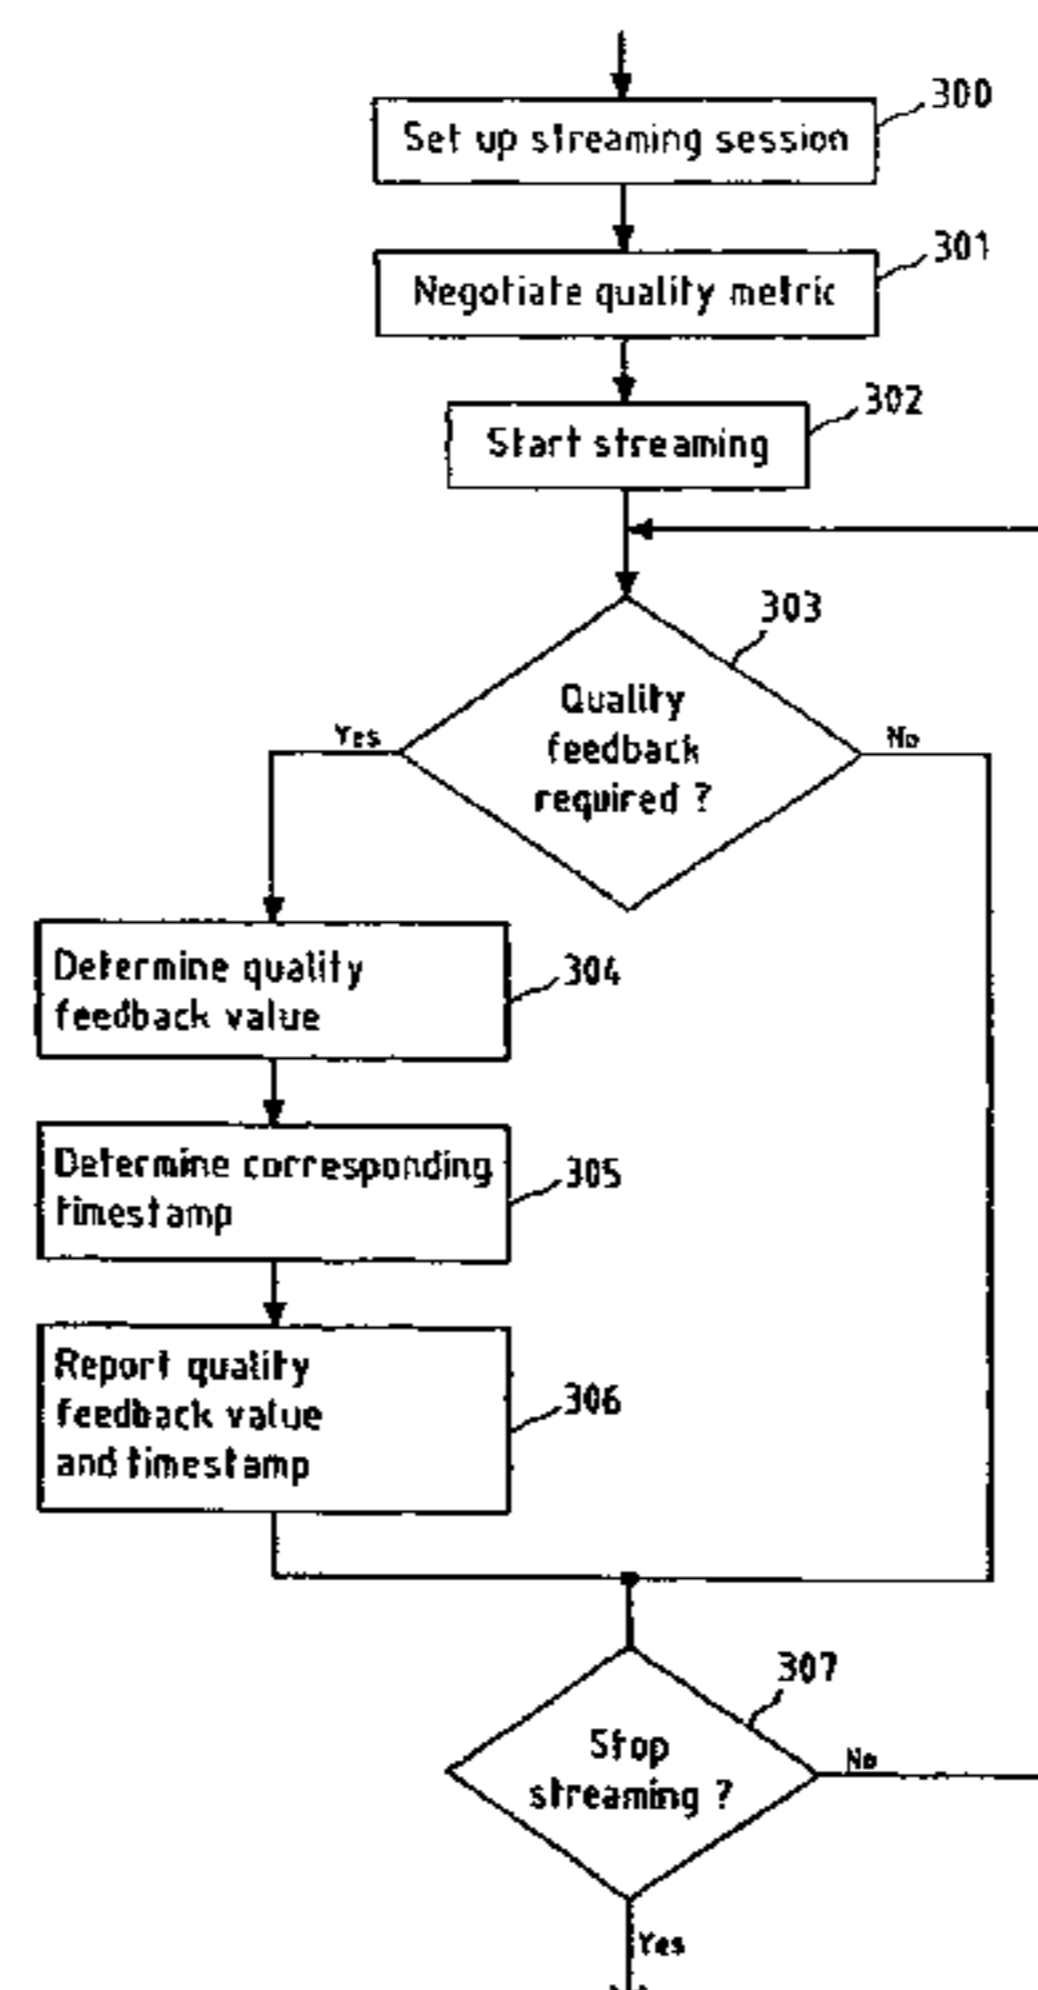 300
Set up streaming session
301
Negotiate quality metric
302
Start streaming
303
Quality
feedback
required ?
Yes
No
Determine quality
feedback value
304
Determine corresponding
timestamp
305
Report quality
feedback value
and timestamp
306
307
Stop
streaming ?
No
Yes